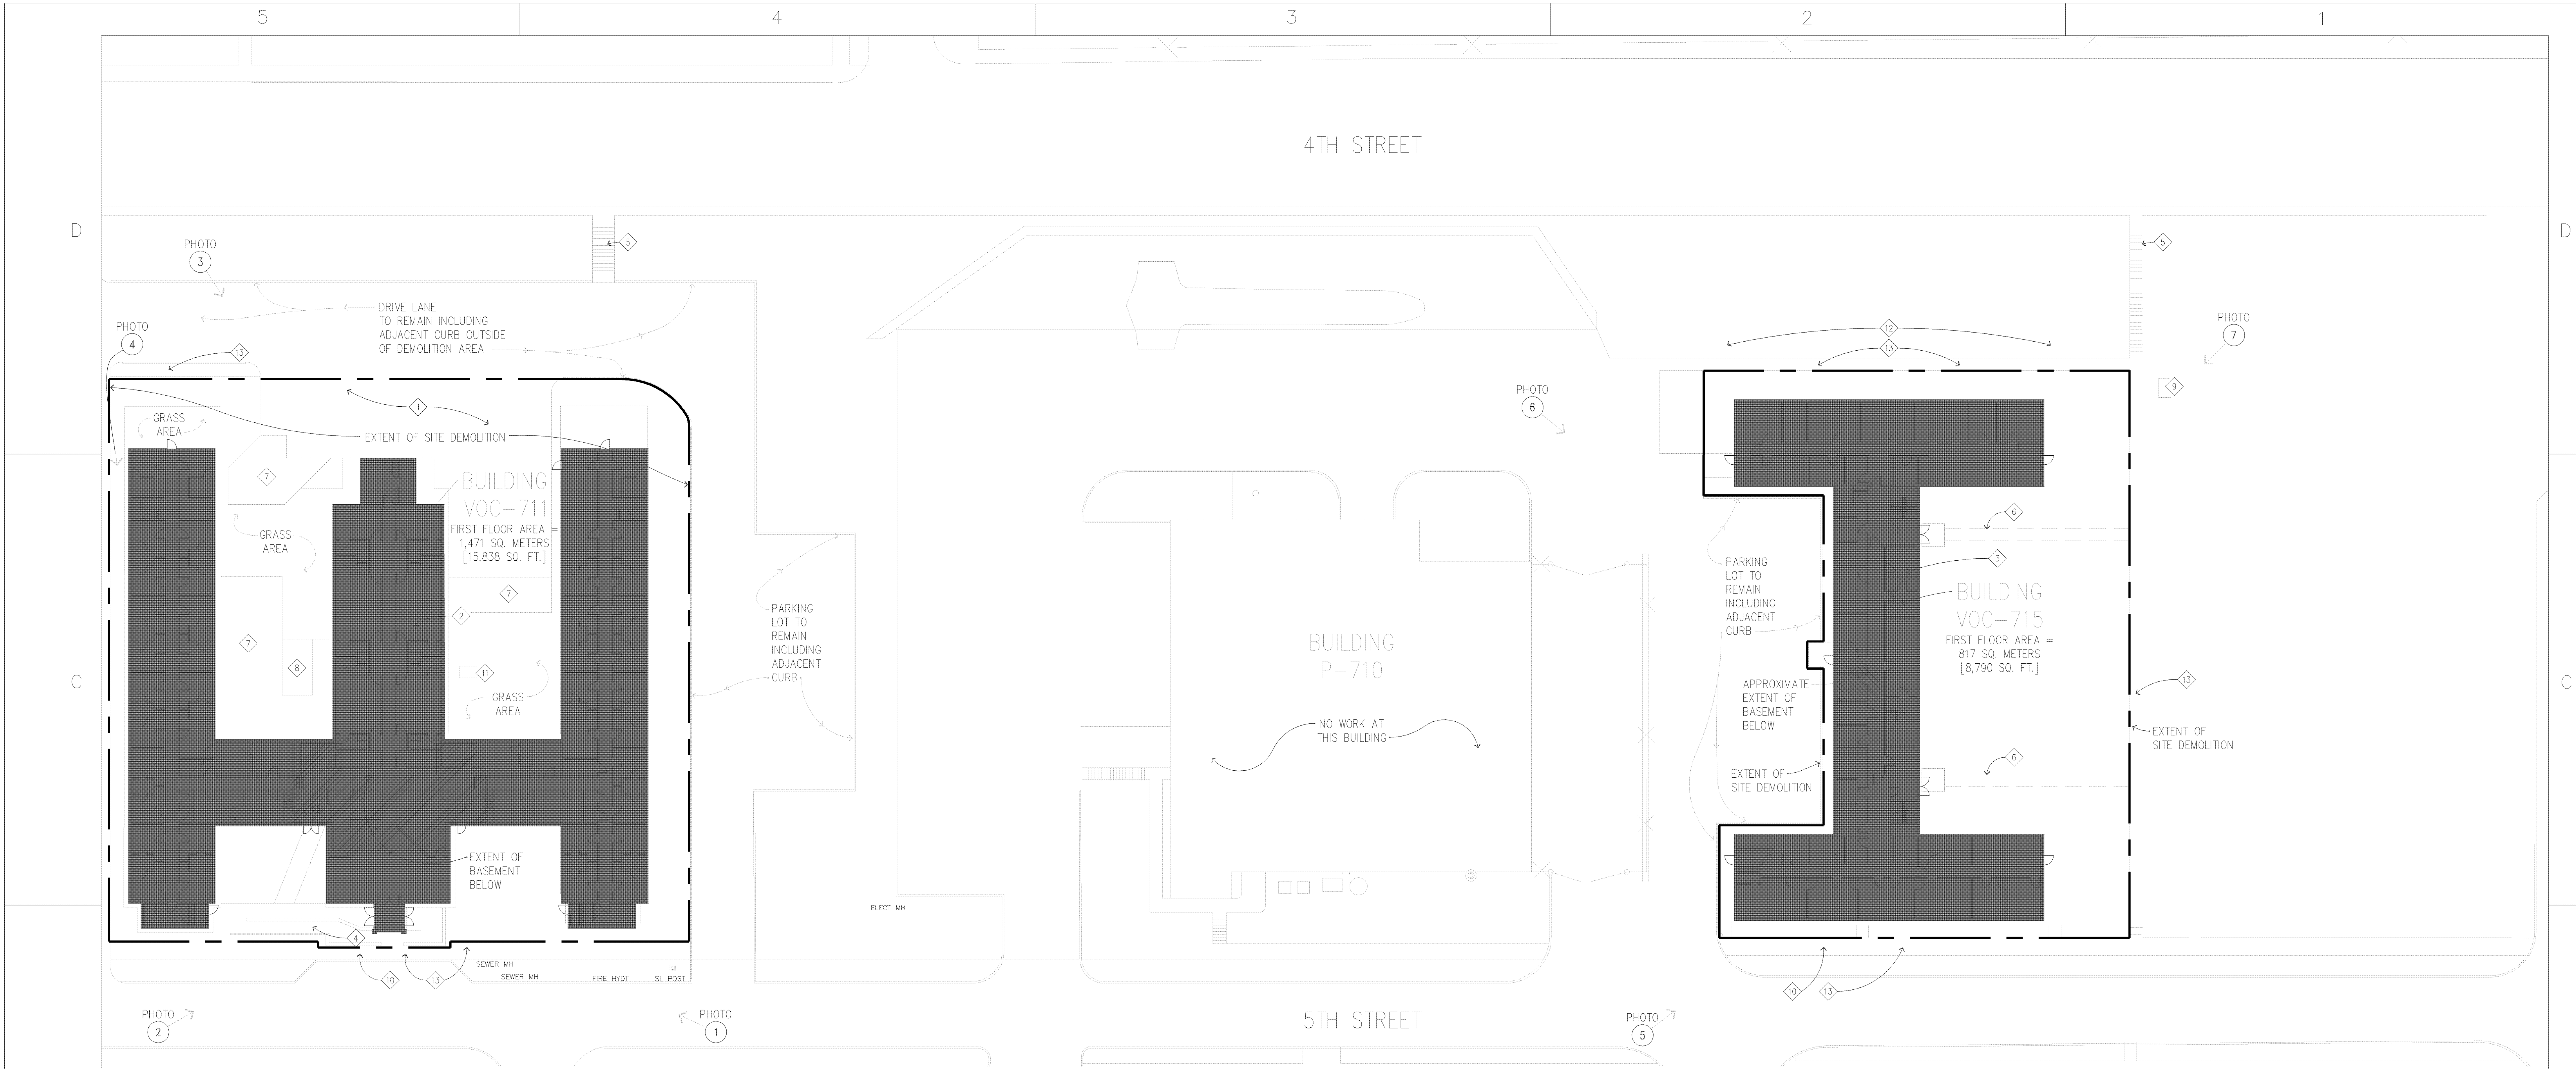 5
4
3
2
1
4TH STREET
D
D
PHOTO
3
5
5
DRIVE LANE
TO REMAIN INCLUDING
ADJACENT CURB OUTSIDE
OF DEMOLITION AREA
PHOTO
4
13
12
13
PHOTO
7
9
PHOTO
6
1
GRASS
AREA
EXTENT OF SITE DEMOLITION
7
BUILDING
VOC-711
FIRST FLOOR AREA =
1,471 SQ. METERS
[15,838 SQ. FT.]
GRASS
AREA
7
2
7
8
11
GRASS
AREA
PARKING
LOT TO
REMAIN
INCLUDING
ADJACENT
CURB
BUILDING
P-710
NO WORK AT
THIS BUILDING
PARKING
LOT TO
REMAIN
INCLUDING
ADJACENT
CURB
6
3
BUILDING
VOC-715
FIRST FLOOR AREA =
817 SQ. METERS
[8,790 SQ. FT.]
APPROXIMATE
EXTENT OF
BASEMENT
BELOW
C
C
13
EXTENT OF
SITE DEMOLITION
6
EXTENT OF
SITE DEMOLITION
EXTENT OF
BASEMENT
BELOW
ELECT MH
4
10
13
SEWER MH
SEWER MH
FIRE HYDT
SL POST
10
13
PHOTO
2
PHOTO
1
5TH STREET
PHOTO
5